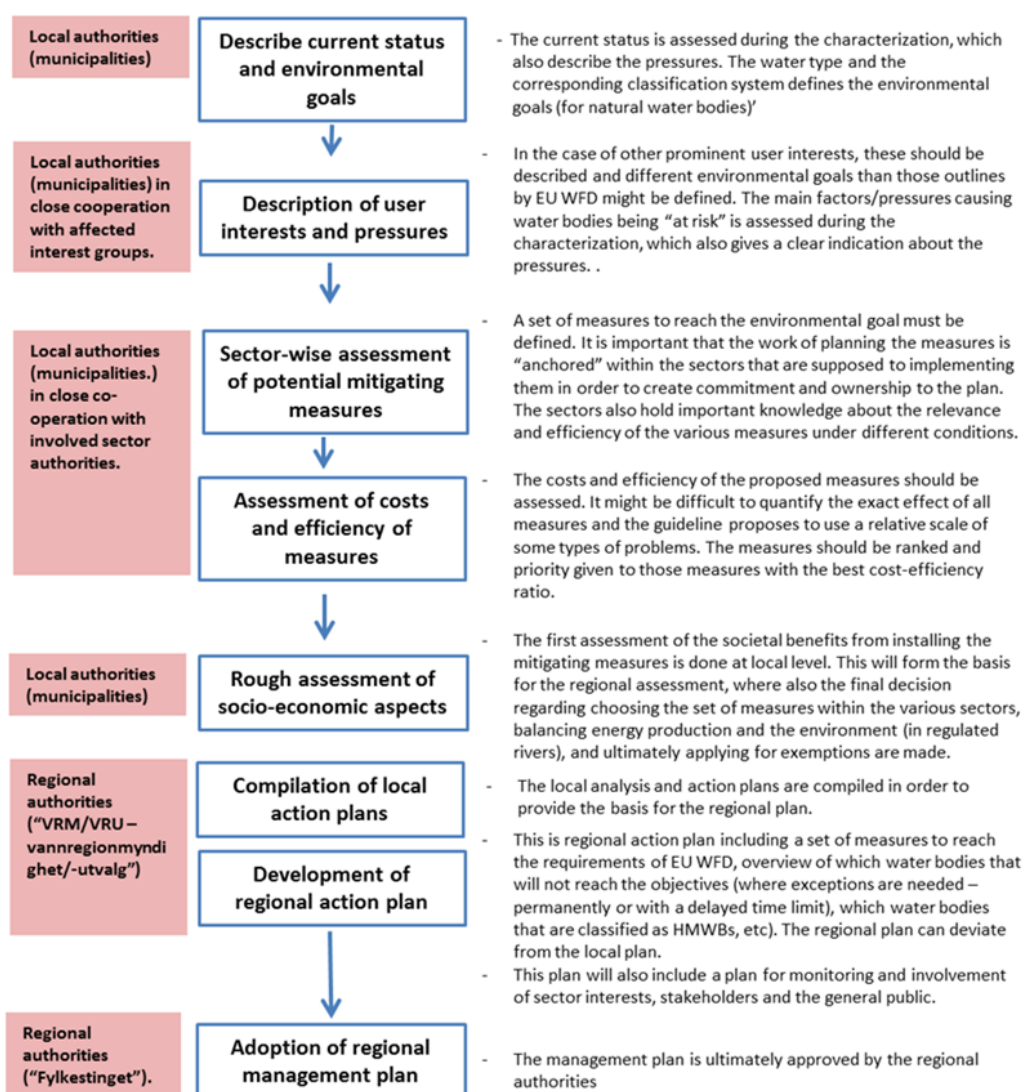 Local authorities
(municipalities)
Describe current status
and environmental
goals
- The current status is assessed during the characterization, which
also describe the pressures. The water type and the
corresponding classification system defines the environmental
goals (for natural water bodies)’
Local authorities
(municipalities) in
close cooperation
with affected
interest groups.
Description of user
interests and pressures
- In the case of other prominent user interests, these should be
described and different environmental goals than those outlines
by EU WFD might be defined. The main factors/pressures causing
water bodies being “at risk” is assessed during the
characterization, which also gives a clear indication about the
pressures. .
Local authorities
(municipalities.)
in close co-
operation with
involved sector
authorities.
Sector-wise assessment
of potential mitigating
measures
- A set of measures to reach the environmental goal must be
defined. It is important that the work of planning the measures is
“anchored” within the sectors that are supposed to implementing
them in order to create commitment and ownership to the plan.
The sectors also hold important knowledge about the relevance
and efficiency of the various measures under different conditions.
Assessment of costs
and efficiency of
measures
- The costs and efficiency of the proposed measures should be
assessed. It might be difficult to quantify the exact effect of all
measures and the guideline proposes to use a relative scale of
some types of problems. The measures should be ranked and
priority given to those measures with the best cost-efficiency
ratio.
Local authorities
(municipalities)
Rough assessment of
socio-economic aspects
- The first assessment of the societal benefits from installing the
mitigating measures is done at local level. This will form the basis
for the regional assessment, where also the final decision
regarding choosing the set of measures within the various sectors,
balancing energy production and the environment (in regulated
rivers), and ultimately applying for exemptions are made.
Regional
authorities
(“VRM/VRU –
vannregionmyndi
ghet/-utvalg”)
Compilation of local
action plans
- The local analysis and action plans are compiled in order to
provide the basis for the regional plan.
Development of
regional action plan
- This is regional action plan including a set of measures to reach
the requirements of EU WFD, overview of which water bodies that
will not reach the objectives (where exceptions are needed –
permanently or with a delayed time limit), which water bodies
that are classified as HMWBs, etc). The regional plan can deviate
from the local plan.
- This plan will also include a plan for monitoring and involvement
of sector interests, stakeholders and the general public.
Regional
authorities
(“Fylkestinget”).
Adoption of regional
management plan
- The management plan is ultimately approved by the regional
authorities